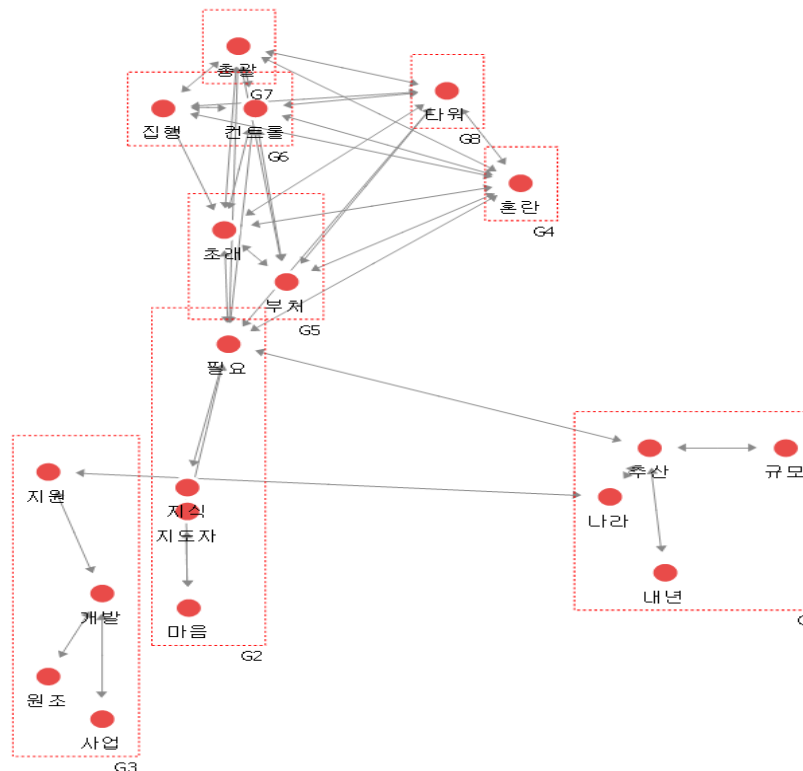 총괄
G7
집행
컨트롤
G6
타워
G8
혼란
G4
초래
부처
G5
필요
지식
지도자
마음
G2
지원
개발
원조
사업
G3
추산
규모
나라
내년